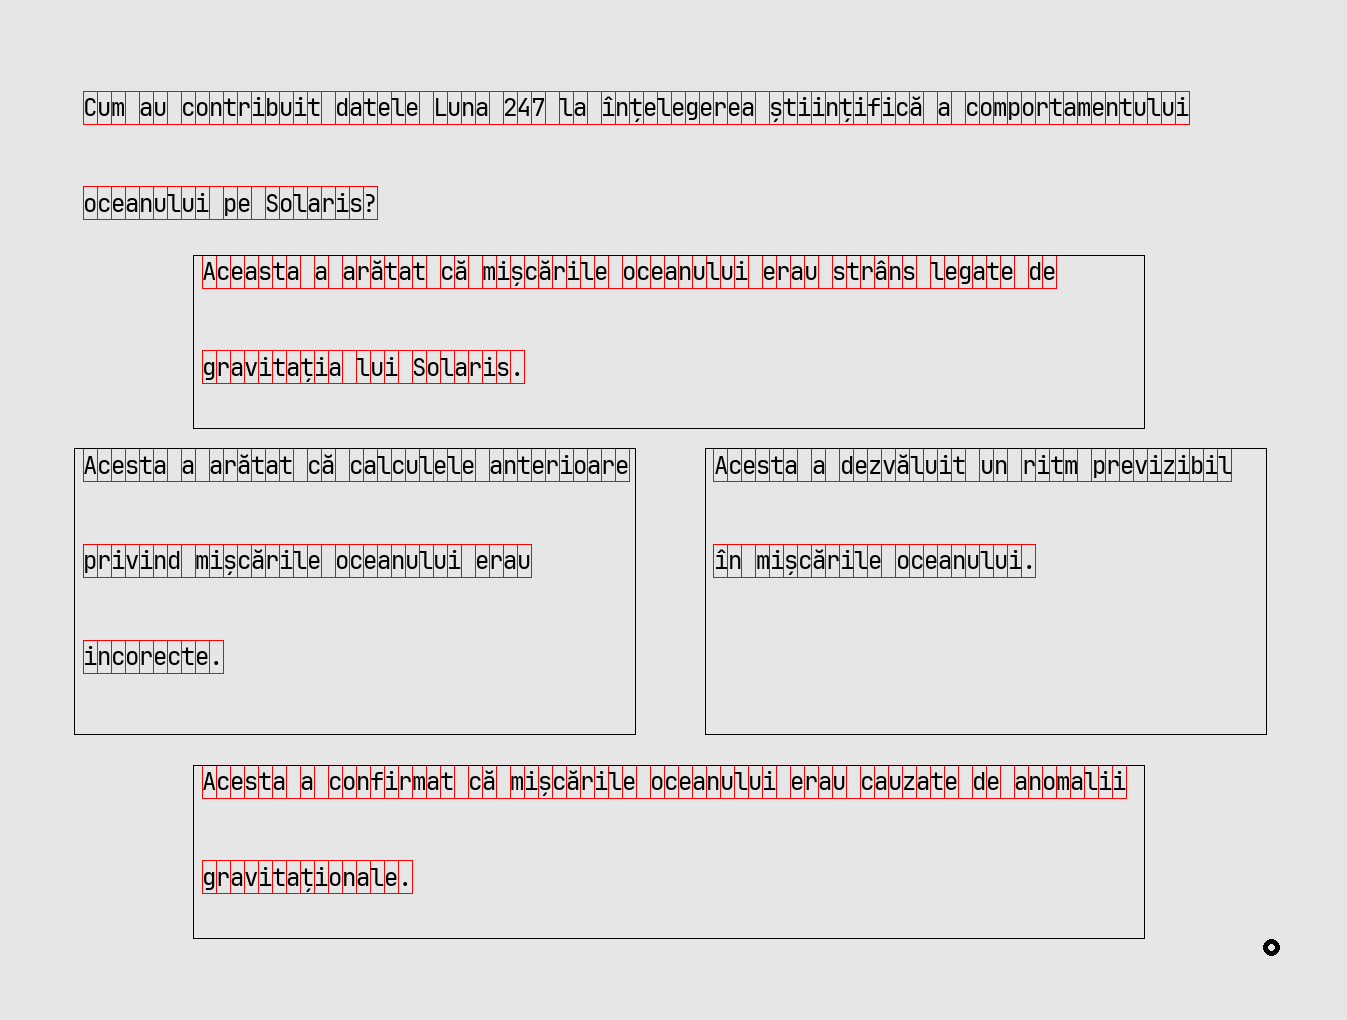 Cum au contribuit datele Luna 247 la înțelegerea științifică a comportamentului
oceanului pe Solaris?
Aceasta a arătat că mișcările oceanului erau strâns legate de
gravitația lui Solaris.
Acesta a arătat că calculele anterioare
privind mișcările oceanului erau
incorecte.
Acesta a dezvăluit un ritm previzibil
în mișcările oceanului.
Acesta a confirmat că mișcările oceanului erau cauzate de anomalii
gravitaționale.